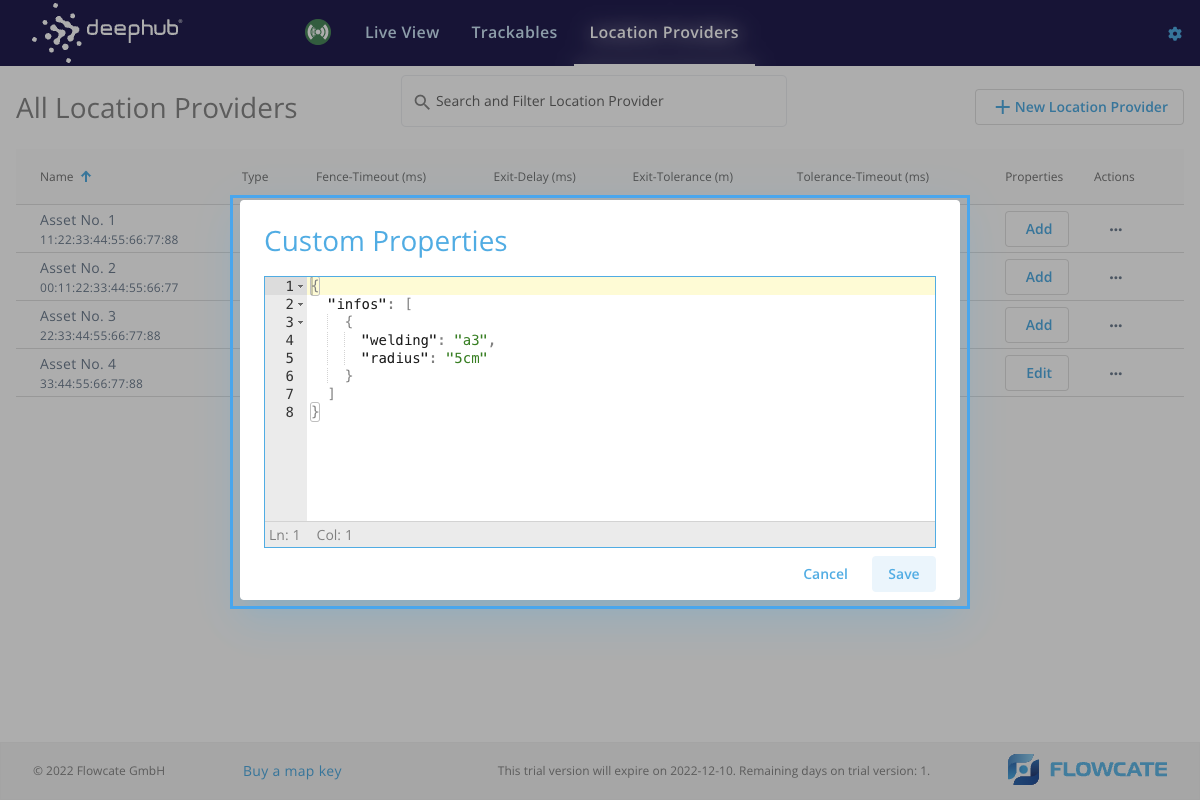 deephub®
Live View
Trackables
Location Providers
All Location Providers
Search and Filter Location Provider
New Location Provider
Name Type Fence-Timeout (ms) Exit-Delay (ms) Exit-Tolerance (m) Tolerance-Timeout (ms) Properties Actions
Asset No. 1
11:22:33:44:55:66:77:88
Add
Asset No. 2
00:11:22:33:44:55:66:77
Add
Asset No. 3
22:33:44:55:66:77:88
Add
Asset No. 4
33:44:55:66:77:88
Edit
Custom Properties
1 {
2 "infos": [
3 {
4 "welding": "a3",
5 "radius": "5cm"
6 }
7 ]
8 }
Ln: 1 Col: 1
Cancel
Save
© 2022 Flowcate GmbH
Buy a map key
This trial version will expire on 2022-12-10. Remaining days on trial version: 1.
FLOWCATE